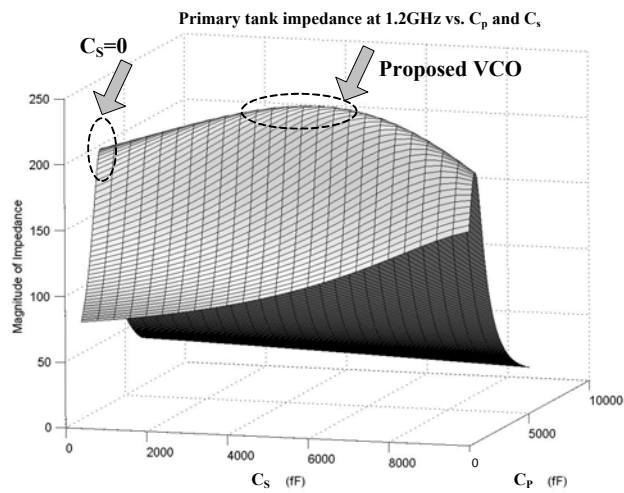 Primary tank impedance at 1.2GHz vs. Cp and Cs
CS=0
Proposed VCO
250
200
150
100
50
0
Magnitude of Impedance
0
2000
4000
6000
8000
0
5000
10000
CS (fF)
CP (fF)